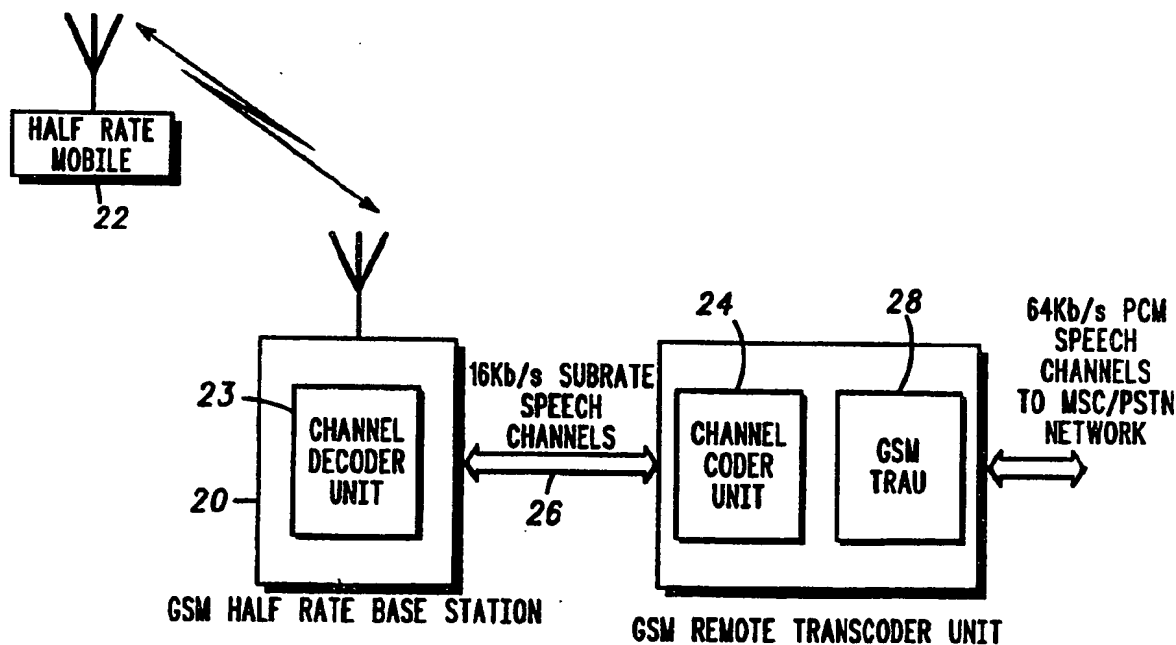 HALF RATE
MOBILE
22
24
28
64Kb/s PCM
SPEECH
CHANNELS
TO MSC/PSTN
NETWORK
23
CHANNEL
DECODER
UNIT
16Kb/s SUBRATE
SPEECH
CHANNELS
CHANNEL
CODER
UNIT
GSM
TRAU
20
26
GSM HALF RATE BASE STATION
GSM REMOTE TRANSCODER UNIT